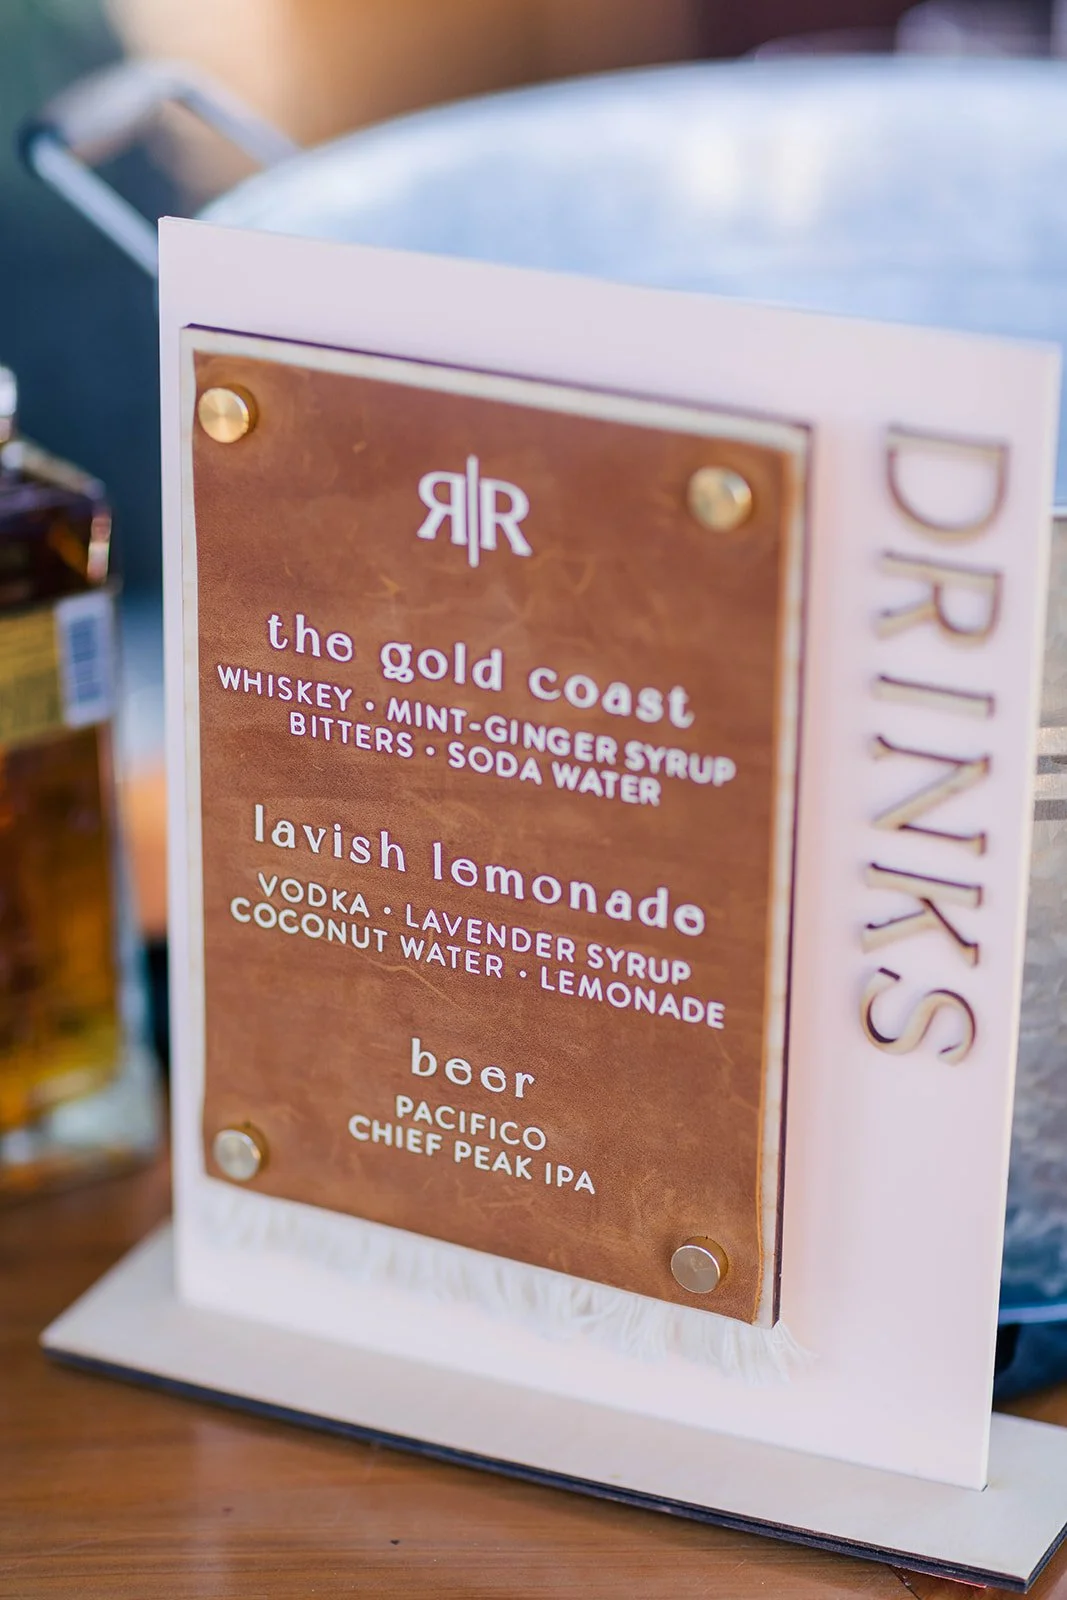 R|R
the gold coast
WHISKEY • MINT-GINGER SYRUP
BITTERS • SODA WATER
lavish lemonade
VODKA • LAVENDER SYRUP
COCONUT WATER • LEMONADE
beer
PACIFICO
CHIEF PEAK IPA
DRINKS